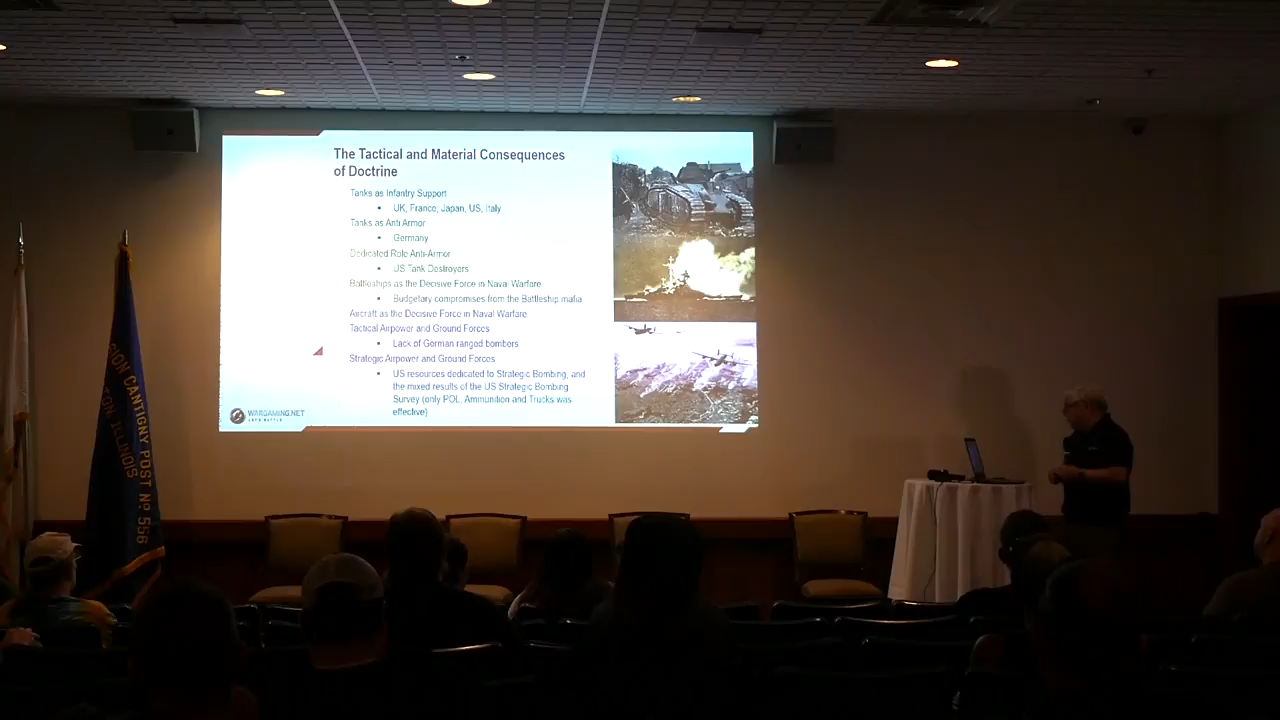 The Tactical and Material Consequences
of Doctrine
Tanks as Infantry Support
▪ UK, France, Japan, US, Italy
Tanks as Anti Armor
▪ Germany
Dedicated Role Anti-Armor
▪ US Tank Destroyers
Battleships as the Decisive Force in Naval Warfare
▪ Budgetary compromises from the Battleship mafia
Aircraft as the Decisive Force in Naval Warfare
Tactical Airpower and Ground Forces
▪ Lack of German ranged bombers
Strategic Airpower and Ground Forces
▪ US resources dedicated to Strategic Bombing, and
the mixed results of the US Strategic Bombing
Survey (only POL, Ammunition and Trucks was
effective)
WARGAMING.NET
CANTIGNY POST Nº 556
ILLINOIS